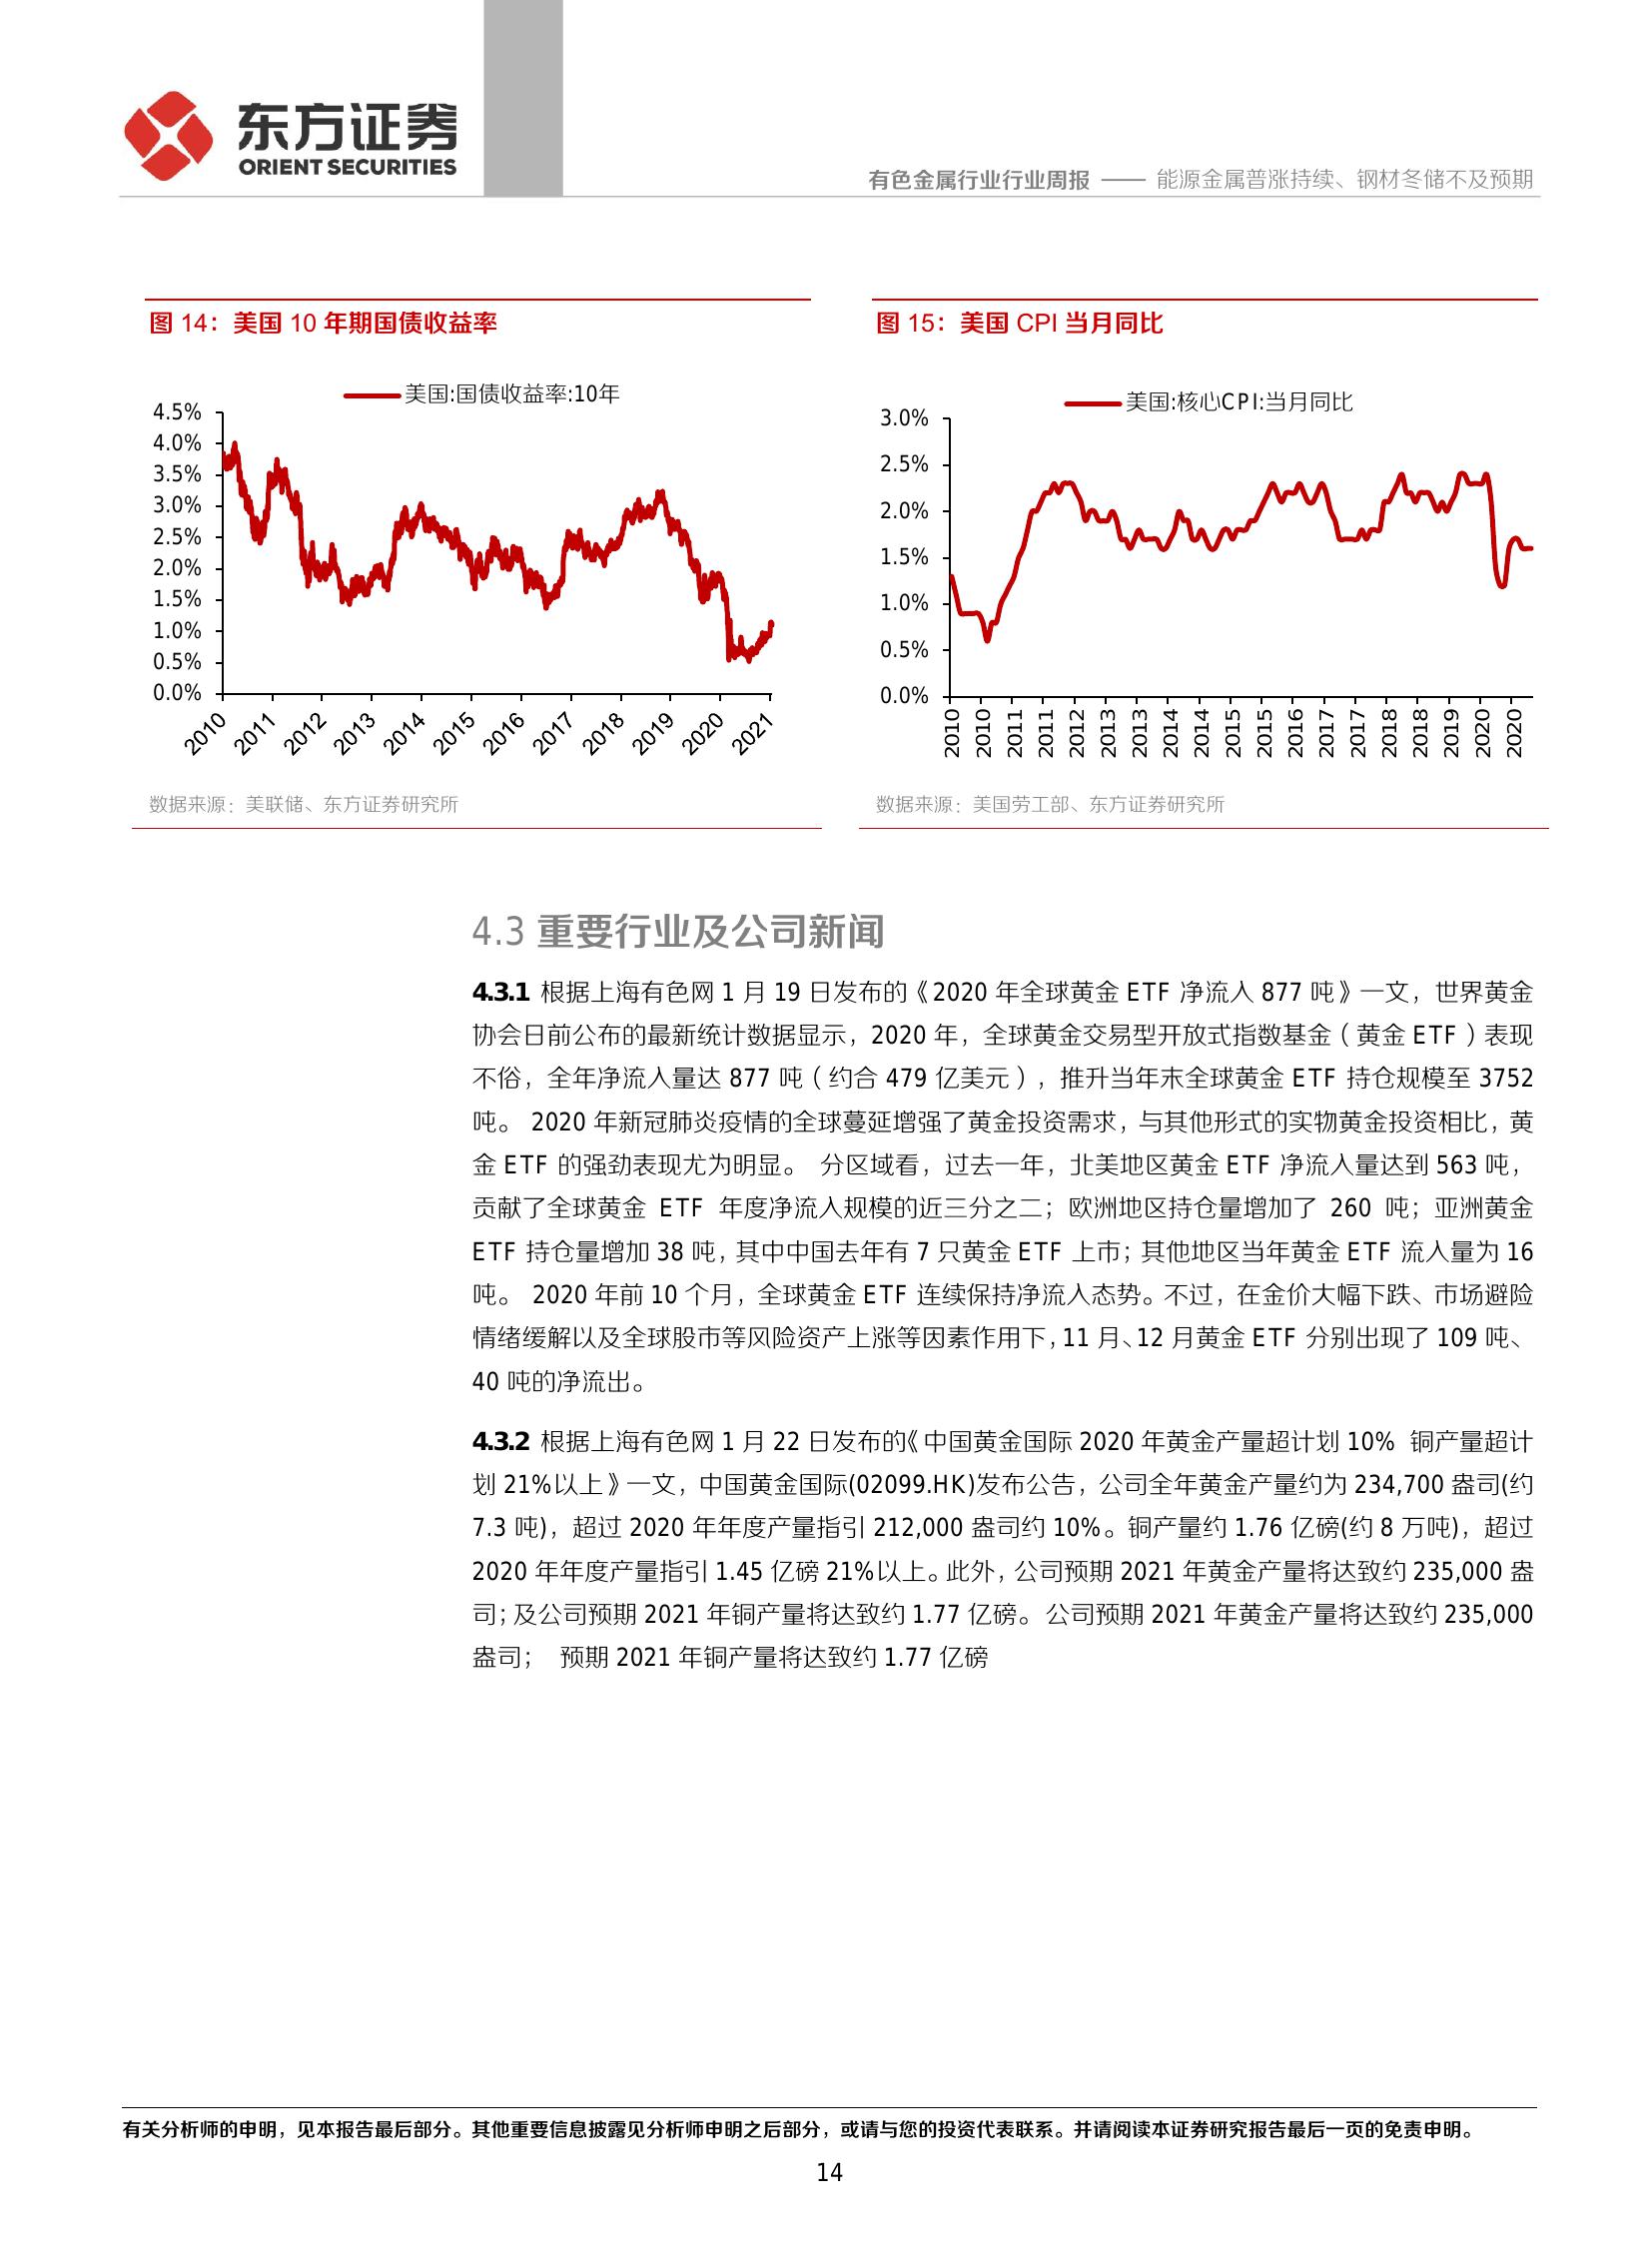 东方证券
ORIENT SECURITIES
有色金属行业行业周报 —— 能源金属普涨持续、钢材冬储不及预期
图 14：美国 10 年期国债收益率
美国:国债收益率:10年
4.5%
4.0%
3.5%
3.0%
2.5%
2.0%
1.5%
1.0%
0.5%
0.0%
2010 2011 2012 2013 2014 2015 2016 2017 2018 2019 2020 2021
数据来源：美联储、东方证券研究所
图 15：美国 CPI 当月同比
美国:核心CPI:当月同比
3.0%
2.5%
2.0%
1.5%
1.0%
0.5%
0.0%
2010 2010 2011 2011 2012 2013 2013 2014 2014 2015 2015 2016 2017 2017 2018 2018 2019 2020 2020
数据来源：美国劳工部、东方证券研究所
4.3 重要行业及公司新闻
4.3.1 根据上海有色网 1 月 19 日发布的《2020 年全球黄金 ETF 净流入 877 吨》一文，世界黄金
协会日前公布的最新统计数据显示，2020 年，全球黄金交易型开放式指数基金（黄金 ETF）表现
不俗，全年净流入量达 877 吨（约合 479 亿美元），推升当年末全球黄金 ETF 持仓规模至 3752
吨。 2020 年新冠肺炎疫情的全球蔓延增强了黄金投资需求，与其他形式的实物黄金投资相比，黄
金 ETF 的强劲表现尤为明显。 分区域看，过去一年，北美地区黄金 ETF 净流入量达到 563 吨，
贡献了全球黄金 ETF 年度净流入规模的近三分之二；欧洲地区持仓量增加了 260 吨；亚洲黄金
ETF 持仓量增加 38 吨，其中中国去年有 7 只黄金 ETF 上市；其他地区当年黄金 ETF 流入量为 16
吨。 2020 年前 10 个月，全球黄金 ETF 连续保持净流入态势。不过，在金价大幅下跌、市场避险
情绪缓解以及全球股市等风险资产上涨等因素作用下，11 月、12 月黄金 ETF 分别出现了 109 吨、
40 吨的净流出。
4.3.2 根据上海有色网 1 月 22 日发布的《中国黄金国际 2020 年黄金产量超计划 10% 铜产量超计
划 21%以上》一文，中国黄金国际(02099.HK)发布公告，公司全年黄金产量约为 234,700 盎司(约
7.3 吨)，超过 2020 年年度产量指引 212,000 盎司约 10%。铜产量约 1.76 亿磅(约 8 万吨)，超过
2020 年年度产量指引 1.45 亿磅 21%以上。此外，公司预期 2021 年黄金产量将达致约 235,000 盎
司；及公司预期 2021 年铜产量将达致约 1.77 亿磅。公司预期 2021 年黄金产量将达致约 235,000
盎司； 预期 2021 年铜产量将达致约 1.77 亿磅
有关分析师的申明，见本报告最后部分。其他重要信息披露见分析师申明之后部分，或请与您的投资代表联系。并请阅读本证券研究报告最后一页的免责申明。
14